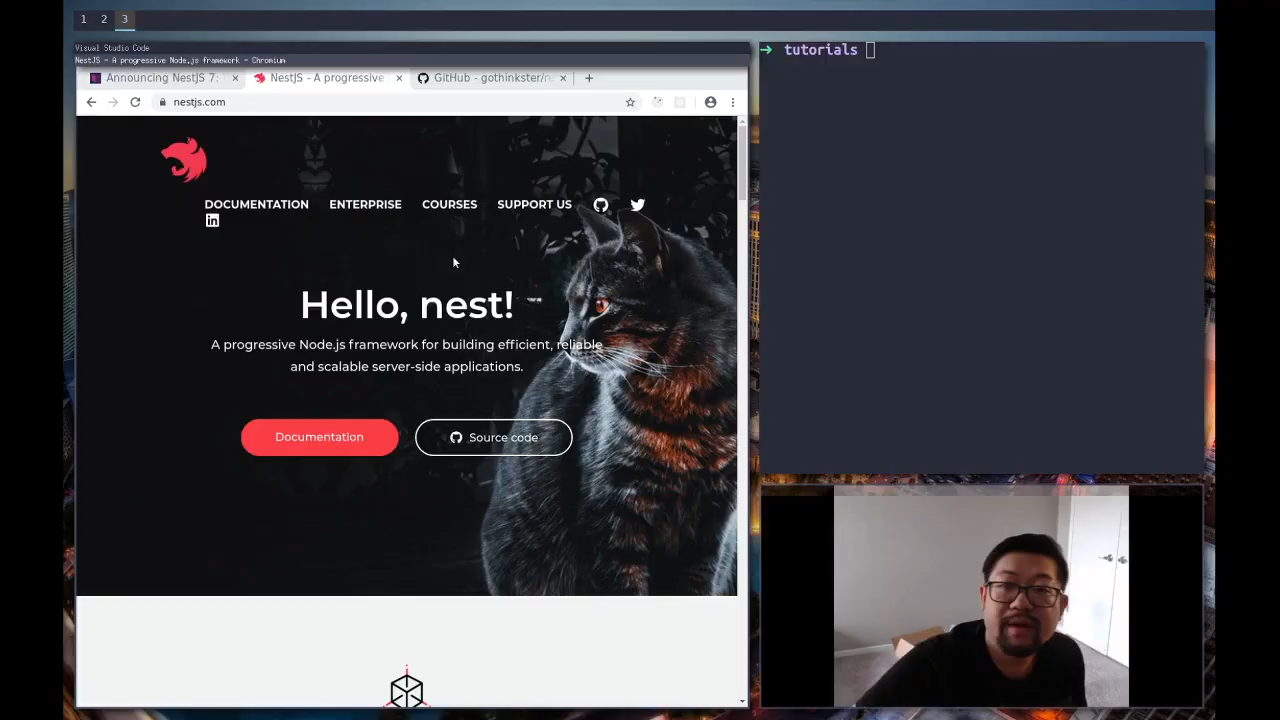 1 2 3
Visual Studio Code
NestJS - A progressive Node.js framework - Chromium
Announcing NestJS 7:
NestJS - A progressive
GitHub - gothinkster/n
nestjs.com
DOCUMENTATION ENTERPRISE COURSES SUPPORT US
in
Hello, nest!
A progressive Node.js framework for building efficient, reliable
and scalable server-side applications.
Documentation
Source code
tutorials